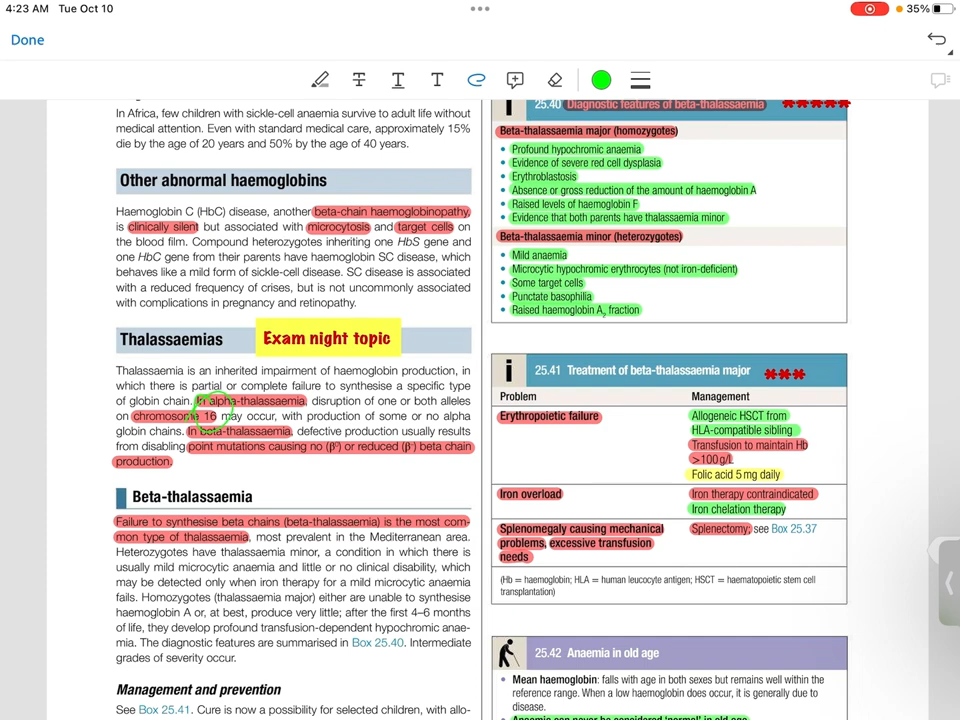 4:23 AM Tue Oct 10
35%
Done
In Africa, few children with sickle-cell anaemia survive to adult life without
medical attention. Even with standard medical care, approximately 15%
die by the age of 20 years and 50% by the age of 40 years.
Other abnormal haemoglobins
Haemoglobin C (HbC) disease, another beta-chain haemoglobinopathy,
is clinically silent but associated with microcytosis and target cells on
the blood film. Compound heterozygotes inheriting one HbS gene and
one HbC gene from their parents have haemoglobin SC disease, which
behaves like a mild form of sickle-cell disease. SC disease is associated
with a reduced frequency of crises, but is not uncommonly associated
with complications in pregnancy and retinopathy.
Thalassaemias
Exam night topic
Thalassaemia is an inherited impairment of haemoglobin production, in
which there is partial or complete failure to synthesise a specific type
of globin chain. In alpha-thalassaemia, disruption of one or both alleles
on chromosome 16 may occur, with production of some or no alpha
globin chains. In beta-thalassaemia, defective production usually results
from disabling point mutations causing no (β⁰) or reduced (β⁻) beta chain
production.
Beta-thalassaemia
Failure to synthesise beta chains (beta-thalassaemia) is the most com-
mon type of thalassaemia, most prevalent in the Mediterranean area.
Heterozygotes have thalassaemia minor, a condition in which there is
usually mild microcytic anaemia and little or no clinical disability, which
may be detected only when iron therapy for a mild microcytic anaemia
fails. Homozygotes (thalassaemia major) either are unable to synthesise
haemoglobin A or, at best, produce very little; after the first 4–6 months
of life, they develop profound transfusion-dependent hypochromic anae-
mia. The diagnostic features are summarised in Box 25.40. Intermediate
grades of severity occur.
Management and prevention
See Box 25.41. Cure is now a possibility for selected children, with allo-
i 25.40 Diagnostic features of beta-thalassaemia *****
Beta-thalassaemia major (homozygotes)
• Profound hypochromic anaemia
• Evidence of severe red cell dysplasia
• Erythroblastosis
• Absence or gross reduction of the amount of haemoglobin A
• Raised levels of haemoglobin F
• Evidence that both parents have thalassaemia minor
Beta-thalassaemia minor (heterozygotes)
• Mild anaemia
• Microcytic hypochromic erythrocytes (not iron-deficient)
• Some target cells
• Punctate basophilia
• Raised haemoglobin A₂ fraction
i 25.41 Treatment of beta-thalassaemia major ***
Problem Management
Erythropoietic failure Allogeneic HSCT from
HLA-compatible sibling
Transfusion to maintain Hb
>100 g/L
Folic acid 5 mg daily
Iron overload Iron therapy contraindicated
Iron chelation therapy
Splenomegaly causing mechanical Splenectomy; see Box 25.37
problems, excessive transfusion
needs
(Hb = haemoglobin; HLA = human leucocyte antigen; HSCT = haematopoietic stem cell
transplantation)
25.42 Anaemia in old age
• Mean haemoglobin: falls with age in both sexes but remains well within the
reference range. When a low haemoglobin does occur, it is generally due to
disease.
• Anaemia can never be considered 'normal' in old age